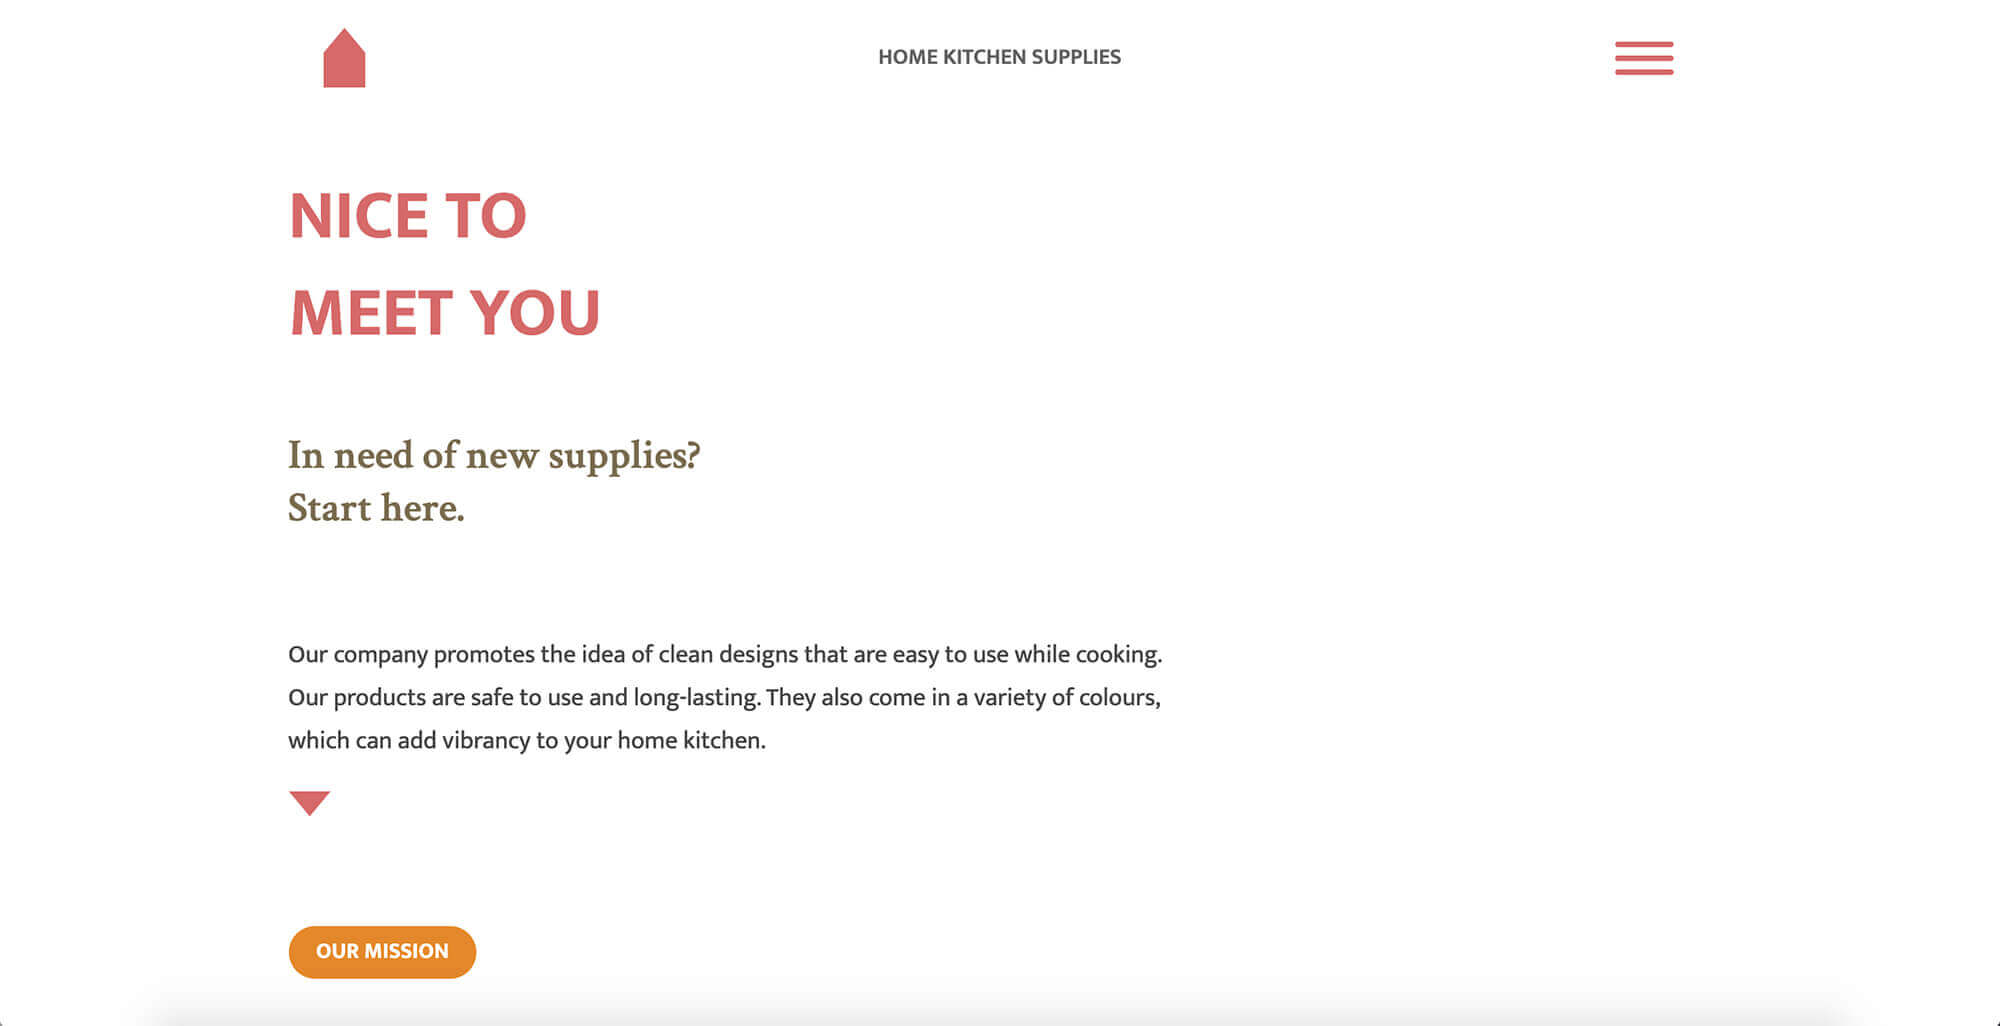 HOME KITCHEN SUPPLIES
NICE TO
MEET YOU
In need of new supplies?
Start here.
Our company promotes the idea of clean designs that are easy to use while cooking.
Our products are safe to use and long-lasting. They also come in a variety of colours,
which can add vibrancy to your home kitchen.
OUR MISSION